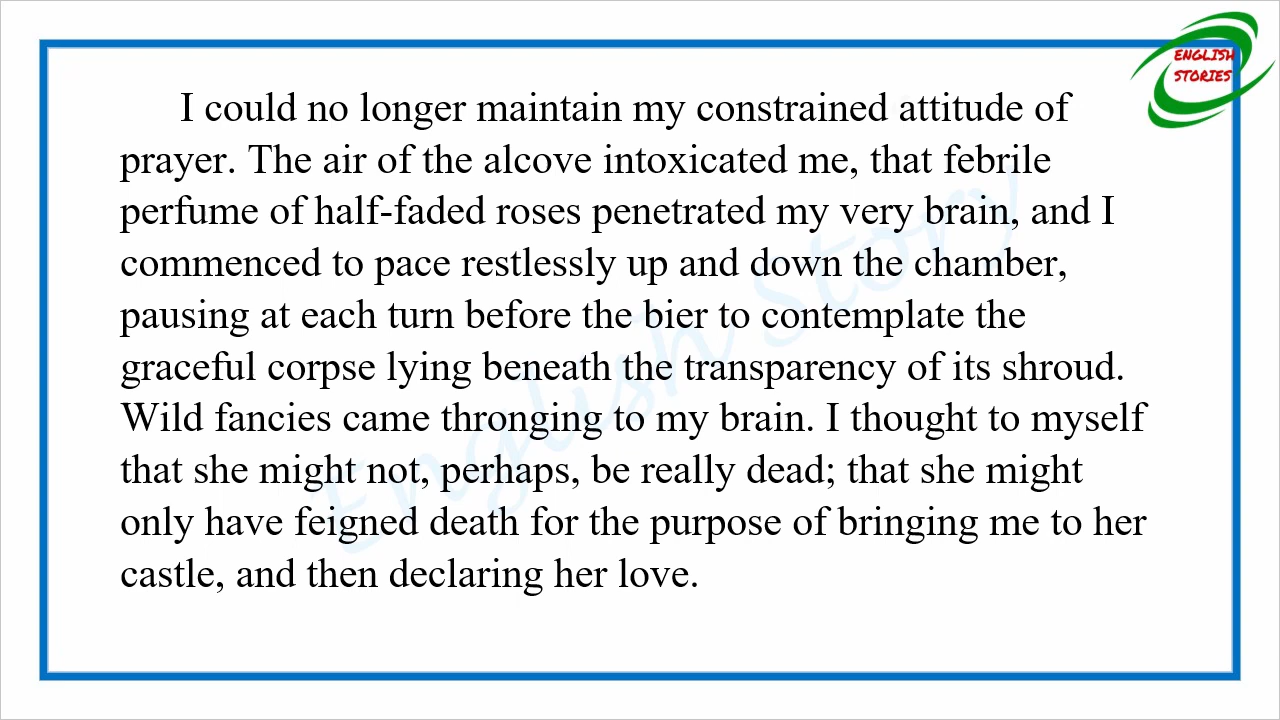 ENGLISH
STORIES
I could no longer maintain my constrained attitude of
prayer. The air of the alcove intoxicated me, that febrile
perfume of half-faded roses penetrated my very brain, and I
commenced to pace restlessly up and down the chamber,
pausing at each turn before the bier to contemplate the
graceful corpse lying beneath the transparency of its shroud.
Wild fancies came thronging to my brain. I thought to myself
that she might not, perhaps, be really dead; that she might
only have feigned death for the purpose of bringing me to her
castle, and then declaring her love.
English Story